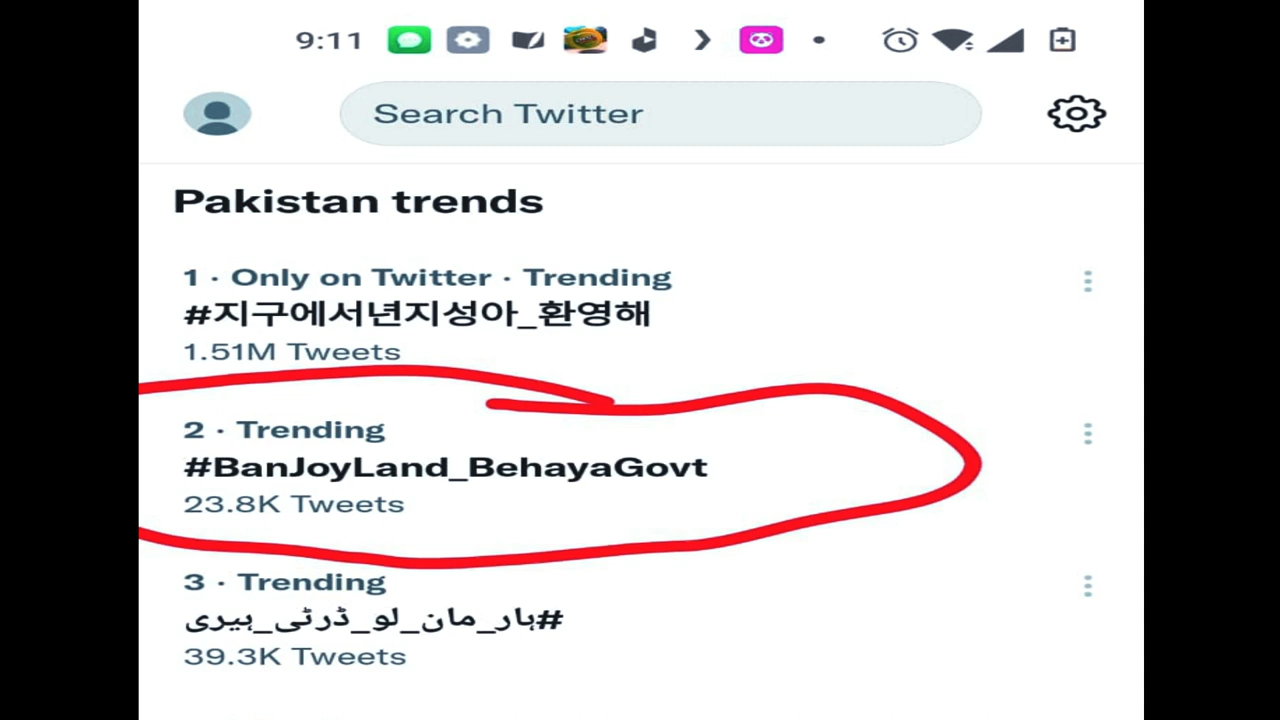 9:11
Search Twitter
Pakistan trends
1 · Only on Twitter · Trending
#지구에서년지성아_환영해
1.51M Tweets
2 · Trending
#BanJoyLand_BehayaGovt
23.8K Tweets
3 · Trending
#ہار_مان_لو_ڈرٹی_ہیری
39.3K Tweets